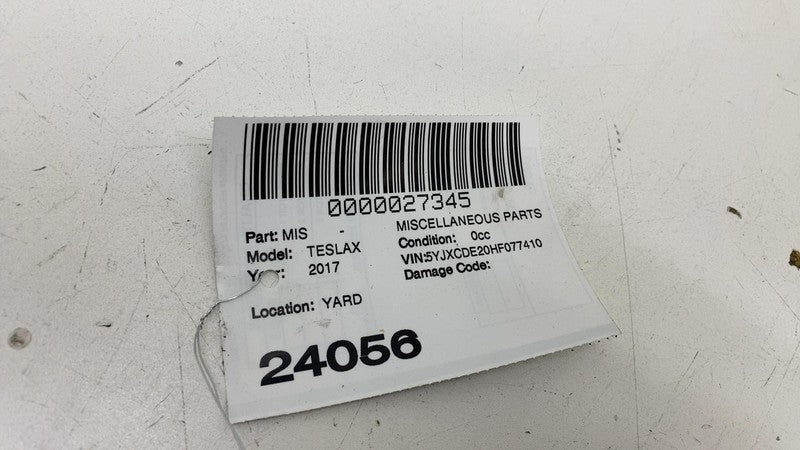 0000027345
Part: MIS - MISCELLANEOUS PARTS
Model: TESLAX Condition: 0cc
Year: 2017 VIN:5YJXCDE20HF077410
Damage Code:
Location: YARD
24056